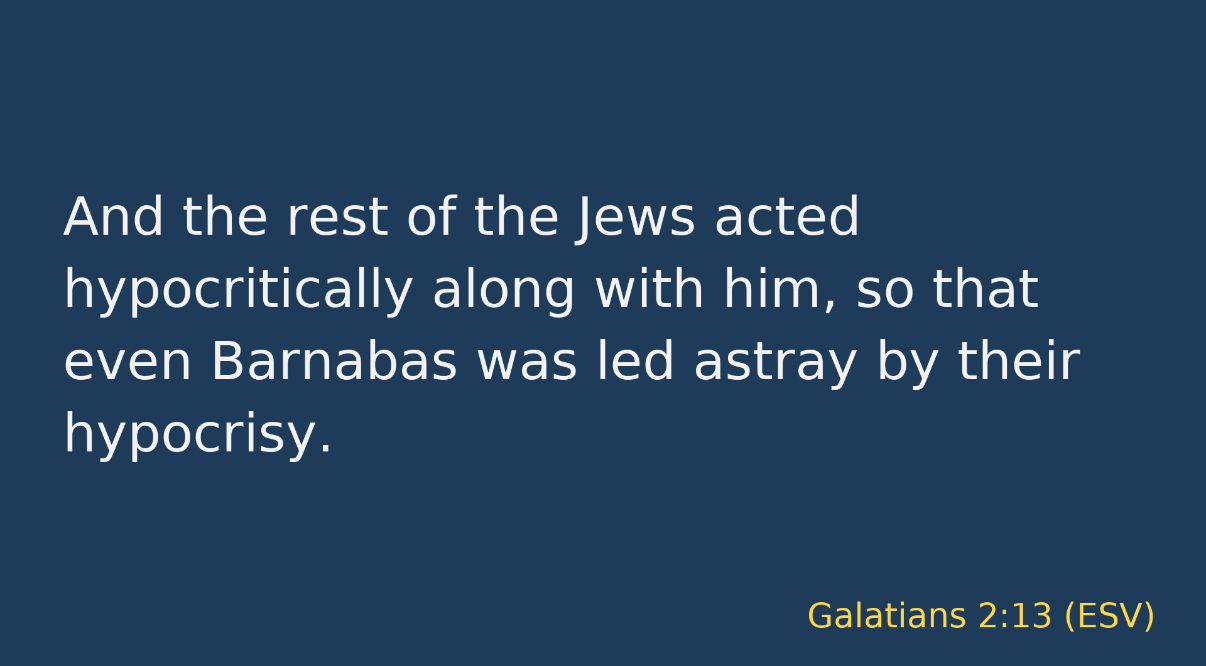 And the rest of the Jews acted
hypocritically along with him, so that
even Barnabas was led astray by their
hypocrisy.
Galatians 2:13 (ESV)